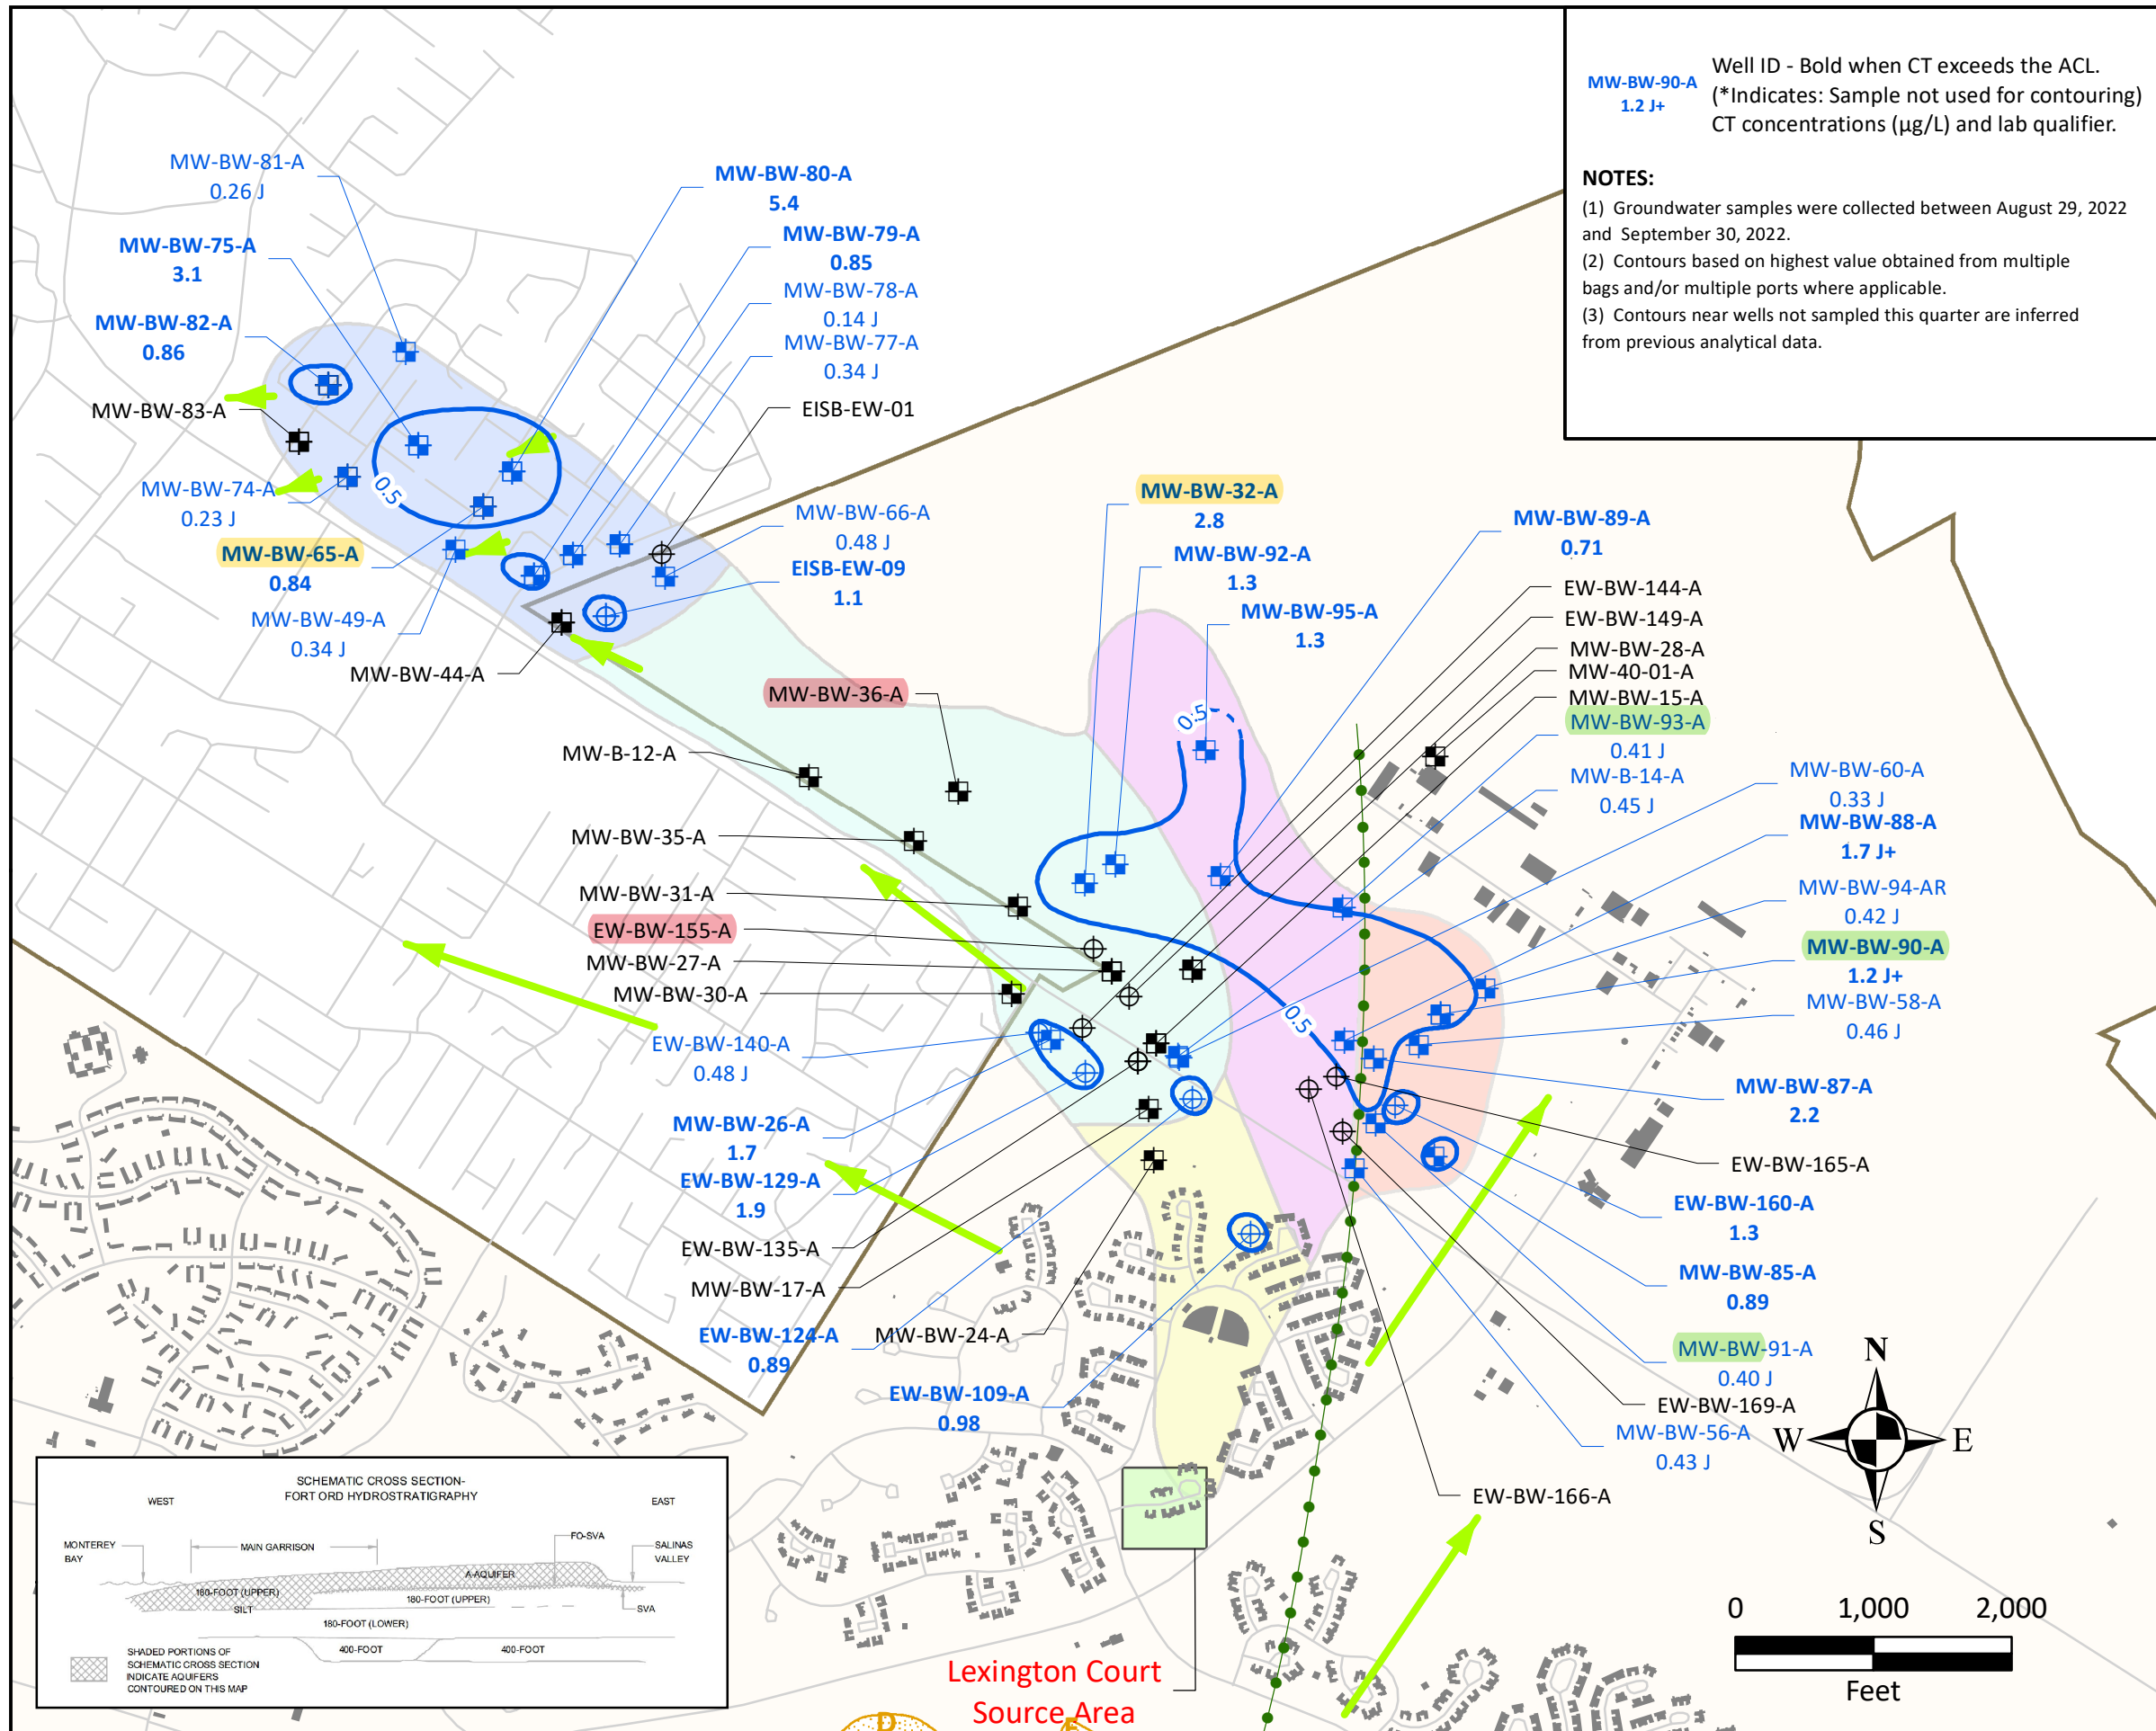 MW-BW-90-A
1.2 J+
Well ID - Bold when CT exceeds the ACL.
(*Indicates: Sample not used for contouring)
CT concentrations (µg/L) and lab qualifier.
NOTES:
(1) Groundwater samples were collected between August 29, 2022
and September 30, 2022.
(2) Contours based on highest value obtained from multiple
bags and/or multiple ports where applicable.
(3) Contours near wells not sampled this quarter are inferred
from previous analytical data.
MW-BW-81-A
0.26 J
MW-BW-75-A
3.1
MW-BW-82-A
0.86
MW-BW-83-A
MW-BW-74-A
0.23 J
MW-BW-65-A
0.84
MW-BW-49-A
0.34 J
MW-BW-44-A
MW-BW-80-A
5.4
MW-BW-79-A
0.85
MW-BW-78-A
0.14 J
MW-BW-77-A
0.34 J
EISB-EW-01
MW-BW-66-A
0.48 J
EISB-EW-09
1.1
0.5
MW-BW-36-A
MW-B-12-A
MW-BW-35-A
MW-BW-31-A
EW-BW-155-A
MW-BW-27-A
MW-BW-30-A
EW-BW-140-A
0.48 J
MW-BW-26-A
1.7
EW-BW-129-A
1.9
EW-BW-135-A
MW-BW-17-A
EW-BW-124-A
0.89
MW-BW-24-A
EW-BW-109-A
0.98
MW-BW-32-A
2.8
MW-BW-92-A
1.3
MW-BW-95-A
1.3
0.5
0.5
MW-BW-89-A
0.71
EW-BW-144-A
EW-BW-149-A
MW-BW-28-A
MW-40-01-A
MW-BW-15-A
MW-BW-93-A
0.41 J
MW-B-14-A
0.45 J
MW-BW-60-A
0.33 J
MW-BW-88-A
1.7 J+
MW-BW-94-AR
0.42 J
MW-BW-90-A
1.2 J+
MW-BW-58-A
0.46 J
MW-BW-87-A
2.2
EW-BW-165-A
EW-BW-160-A
1.3
MW-BW-85-A
0.89
MW-BW-91-A
0.40 J
EW-BW-169-A
MW-BW-56-A
0.43 J
EW-BW-166-A
N
W
E
S
0 1,000 2,000
Feet
Lexington Court
Source Area
D
E
SCHEMATIC CROSS SECTION-
FORT ORD HYDROSTRATIGRAPHY
WEST
EAST
MONTEREY
BAY
MAIN GARRISON
FO-SVA
SALINAS
VALLEY
A-AQUIFER
180-FOOT (UPPER)
180-FOOT (UPPER)
SILT
SVA
180-FOOT (LOWER)
400-FOOT
400-FOOT
SHADED PORTIONS OF
SCHEMATIC CROSS SECTION
INDICATE AQUIFERS
CONTOURED ON THIS MAP